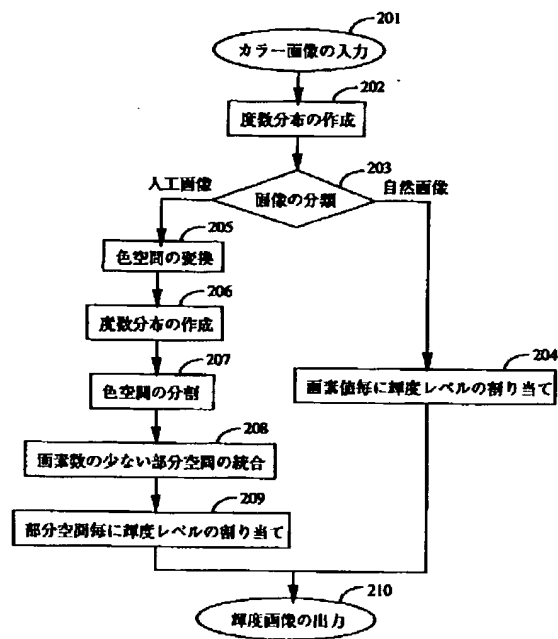 201
カラー画像の入力
202
度数分布の作成
203
画像の分類
人工画像
自然画像
205
色空間の変換
206
度数分布の作成
207
色空間の分割
204
画素値毎に輝度レベルの割り当て
208
画素数の少ない部分空間の統合
209
部分空間毎に輝度レベルの割り当て
210
輝度画像の出力